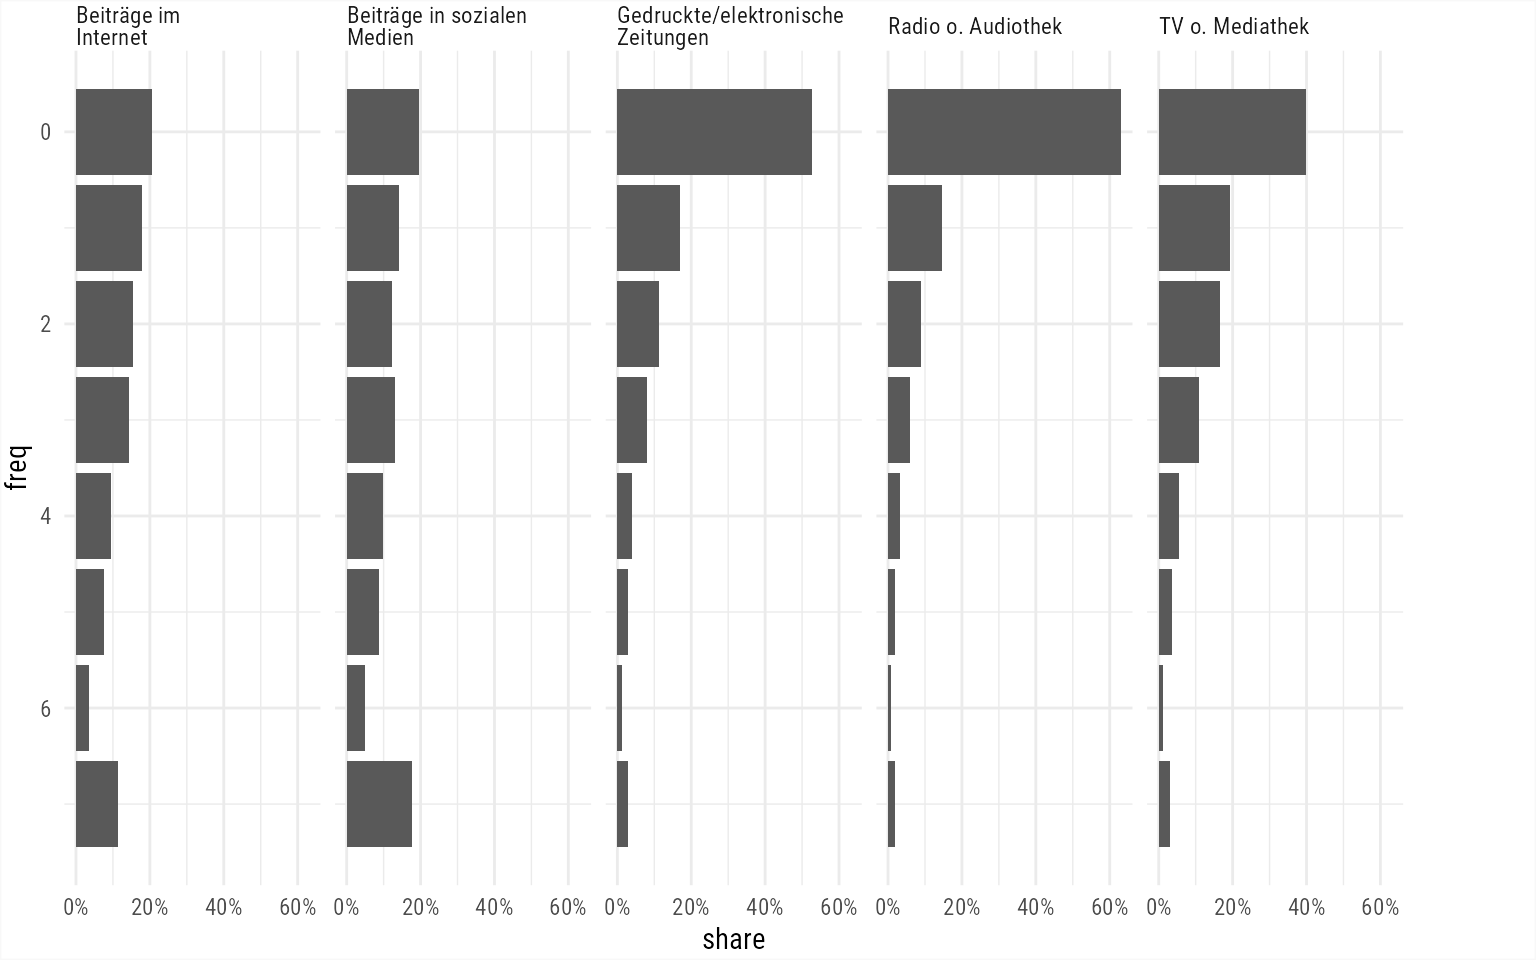 Beiträge im
Internet
Beiträge in sozialen
Medien
Gedruckte/elektronische
Zeitungen
Radio o. Audiothek
TV o. Mediathek
0
2
4
6
freq
0% 20% 40% 60%
0% 20% 40% 60%
0% 20% 40% 60%
0% 20% 40% 60%
0% 20% 40% 60%
share